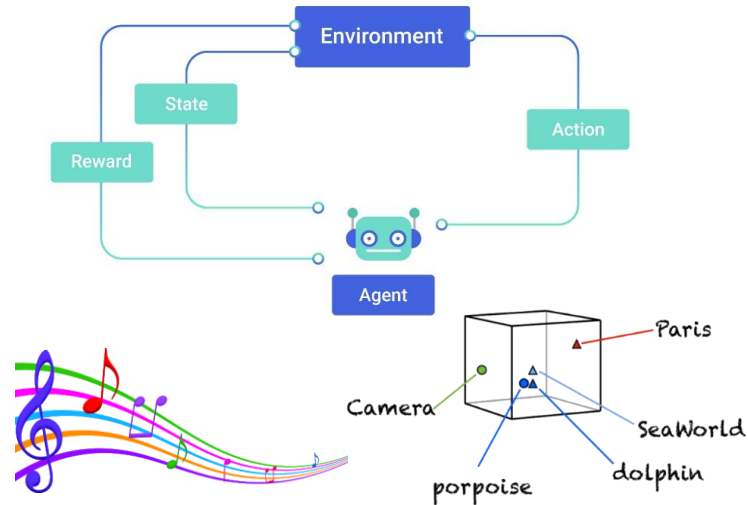 Environment
State
Action
Reward
Agent
Paris
Camera
SeaWorld
dolphin
porpoise